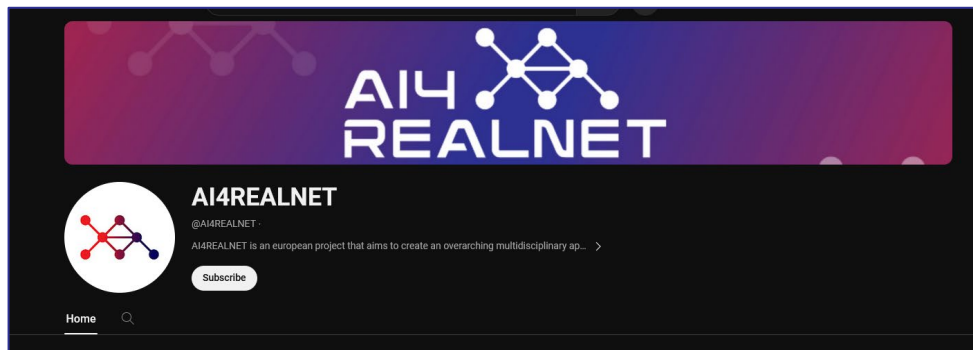 AI4
REALNET
AI4REALNET
@AI4REALNET ·
AI4REALNET is an european project that aims to create an overarching multidisciplinary ap...
Subscribe
Home